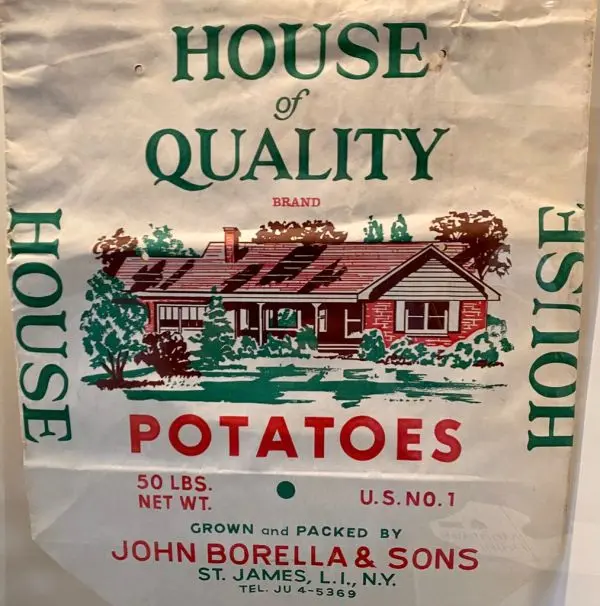 HOUSE
of
QUALITY
BRAND
HOUSE
HOUSE
POTATOES
50 LBS.
NET WT.
U.S. NO. 1
GROWN and PACKED BY
JOHN BORELLA & SONS
ST. JAMES, L.I., N.Y.
TEL. JU 4-5369